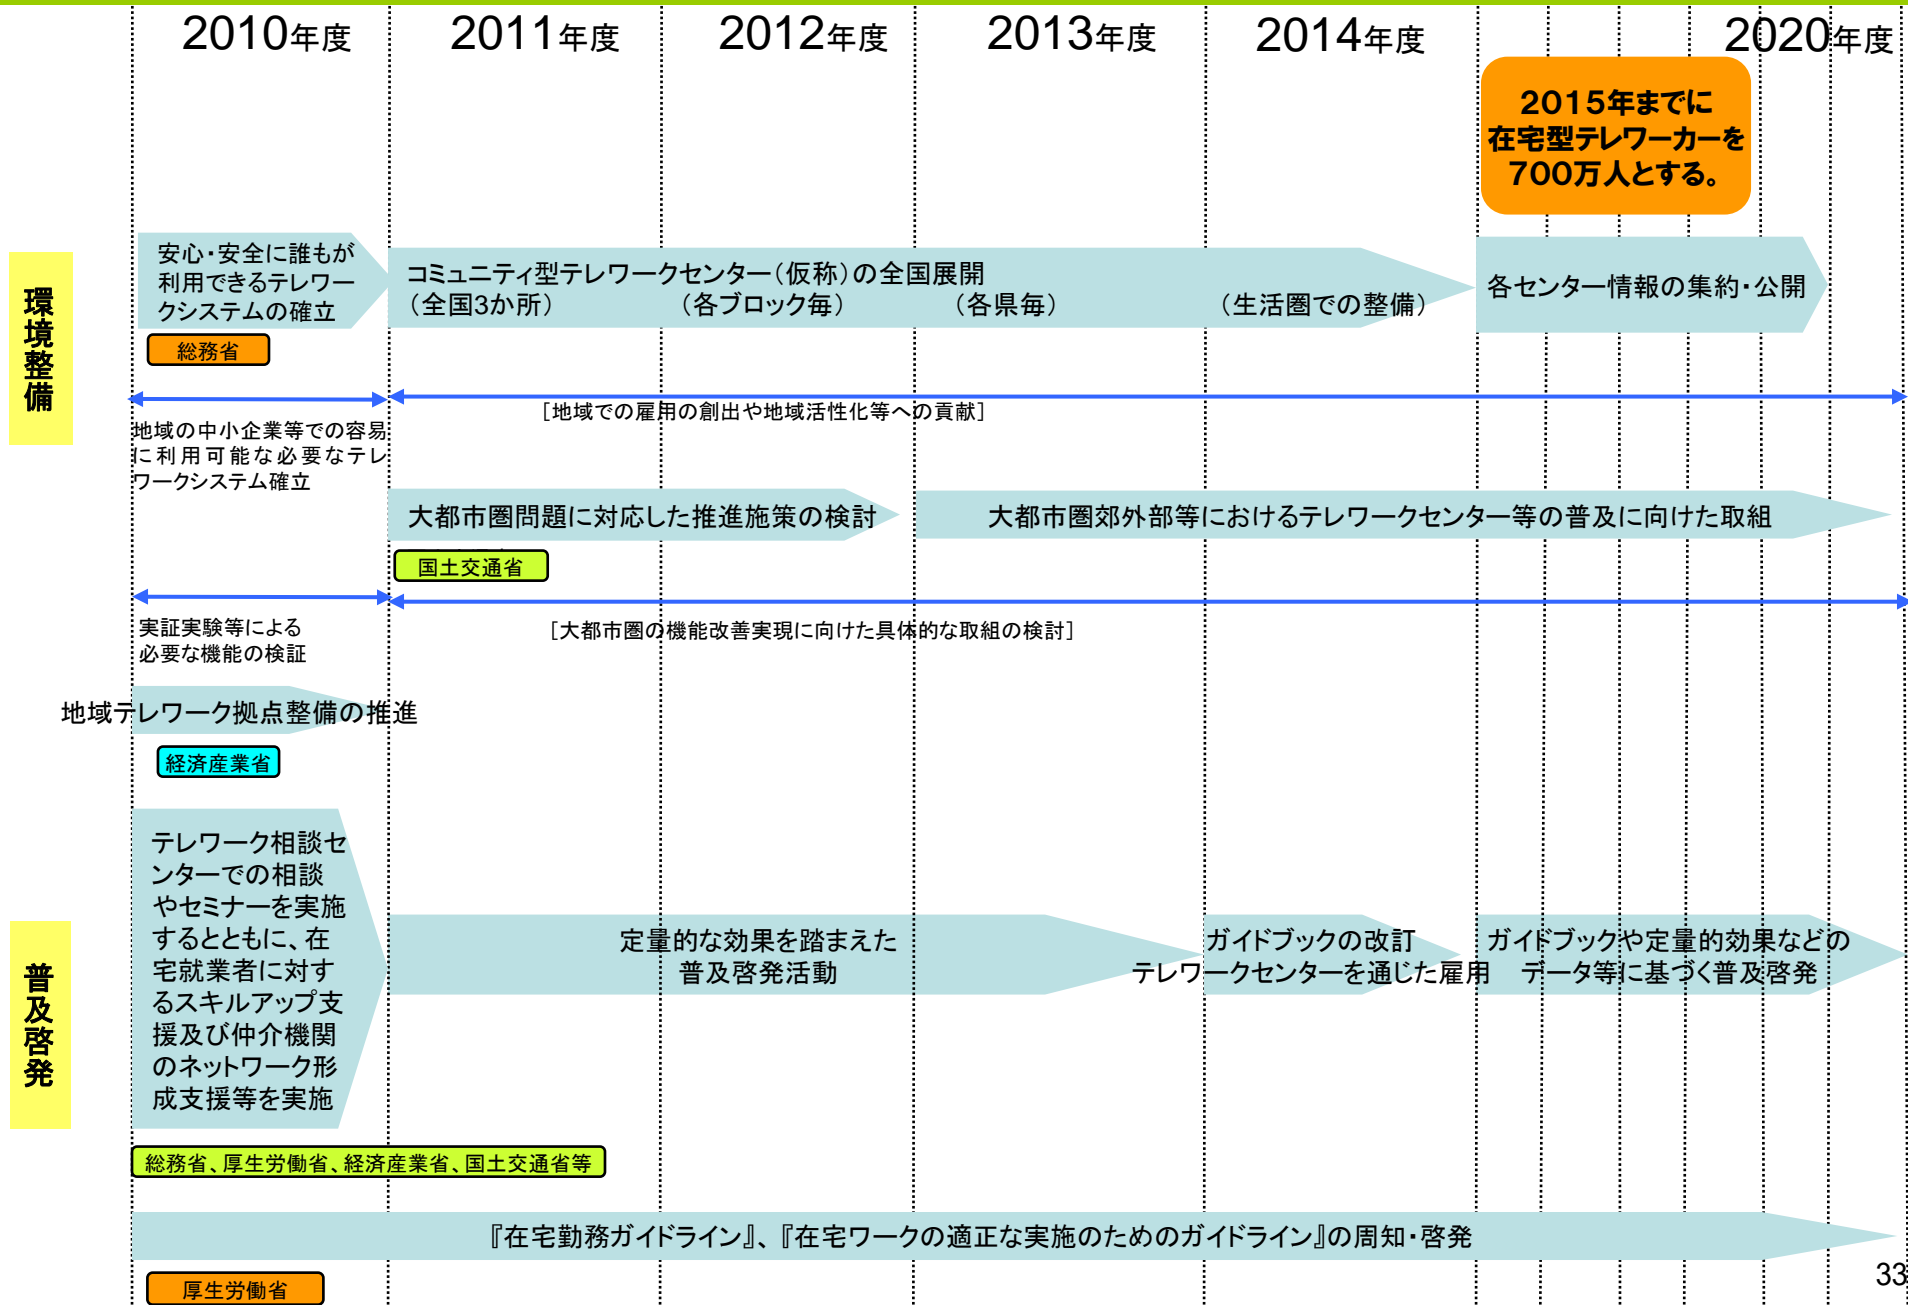 2010年度
2011年度
2012年度
2013年度
2014年度
2020年度
2015年までに
在宅型テレワーカーを
700万人とする。
環境整備
安心・安全に誰もが
利用できるテレワー
クシステムの確立
コミュニティ型テレワークセンター（仮称）の全国展開
（全国3か所）
（各ブロック毎）
（各県毎）
（生活圏での整備）
各センター情報の集約・公開
総務省
［地域での雇用の創出や地域活性化等への貢献］
地域の中小企業等での容易
に利用可能な必要なテレ
ワークシステム確立
大都市圏問題に対応した推進施策の検討
大都市圏郊外部等におけるテレワークセンター等の普及に向けた取組
国土交通省
実証実験等による
必要な機能の検証
［大都市圏の機能改善実現に向けた具体的な取組の検討］
地域テレワーク拠点整備の推進
経済産業省
普及啓発
テレワーク相談セ
ンターでの相談
やセミナーを実施
するとともに、在
宅就業者に対す
るスキルアップ支
援及び仲介機関
のネットワーク形
成支援等を実施
定量的な効果を踏まえた
普及啓発活動
ガイドブックの改訂
テレワークセンターを通じた雇用
ガイドブックや定量的効果などの
データ等に基づく普及啓発
総務省、厚生労働省、経済産業省、国土交通省等
『在宅勤務ガイドライン』、『在宅ワークの適正な実施のためのガイドライン』の周知・啓発
厚生労働省
33